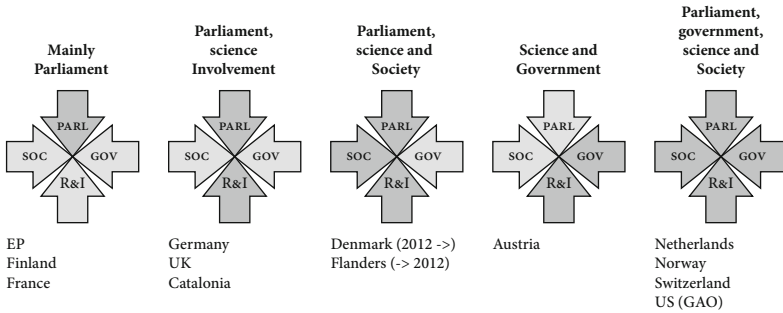 Mainly
Parliament
PARL
SOC
GOV
R&I
EP
Finland
France
Parliament,
science
Involvement
PARL
SOC
GOV
R&I
Germany
UK
Catalonia
Parliament,
science and
Society
PARL
SOC
GOV
R&I
Denmark (2012 ->)
Flanders (-> 2012)
Science and
Government
PARL
SOC
GOV
R&I
Austria
Parliament,
government,
science and
Society
PARL
SOC
GOV
R&I
Netherlands
Norway
Switzerland
US (GAO)